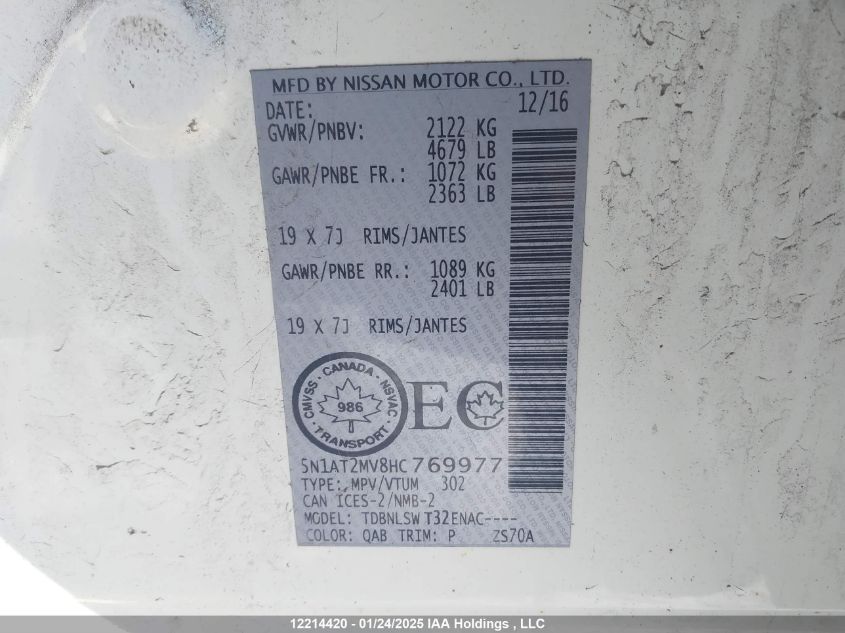 MFD BY NISSAN MOTOR CO., LTD.
DATE: 12/16
GVWR/PNBV: 2122 KG
4679 LB
GAWR/PNBE FR.: 1072 KG
2363 LB
19 X 7J RIMS/JANTES
GAWR/PNBE RR.: 1089 KG
2401 LB
19 X 7J RIMS/JANTES
CANADA · NSVAC · TRANSPORT · CMVSS ·
986
EC
5N1AT2MV8HC769977
TYPE: MPV/VTUM 302
CAN ICES-2/NMB-2
MODEL: TDBNLSW T32ENAC----
COLOR: QAB TRIM: P ZS70A
12214420 - 01/24/2025 IAA Holdings , LLC